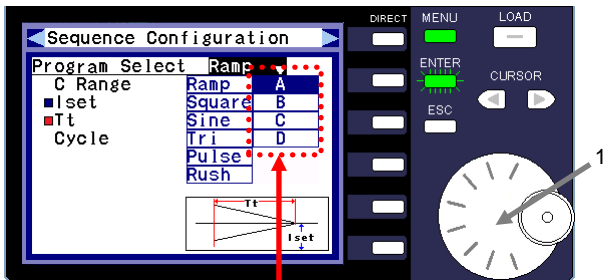 DIRECT MENU LOAD
Sequence Configuration
Program Select Ramp
ENTER
CURSOR
C Range Ramp A
Iset Square B
ESC
Tt Sine C
Cycle Tri D
Pulse
Rush
1
Tt
Iset